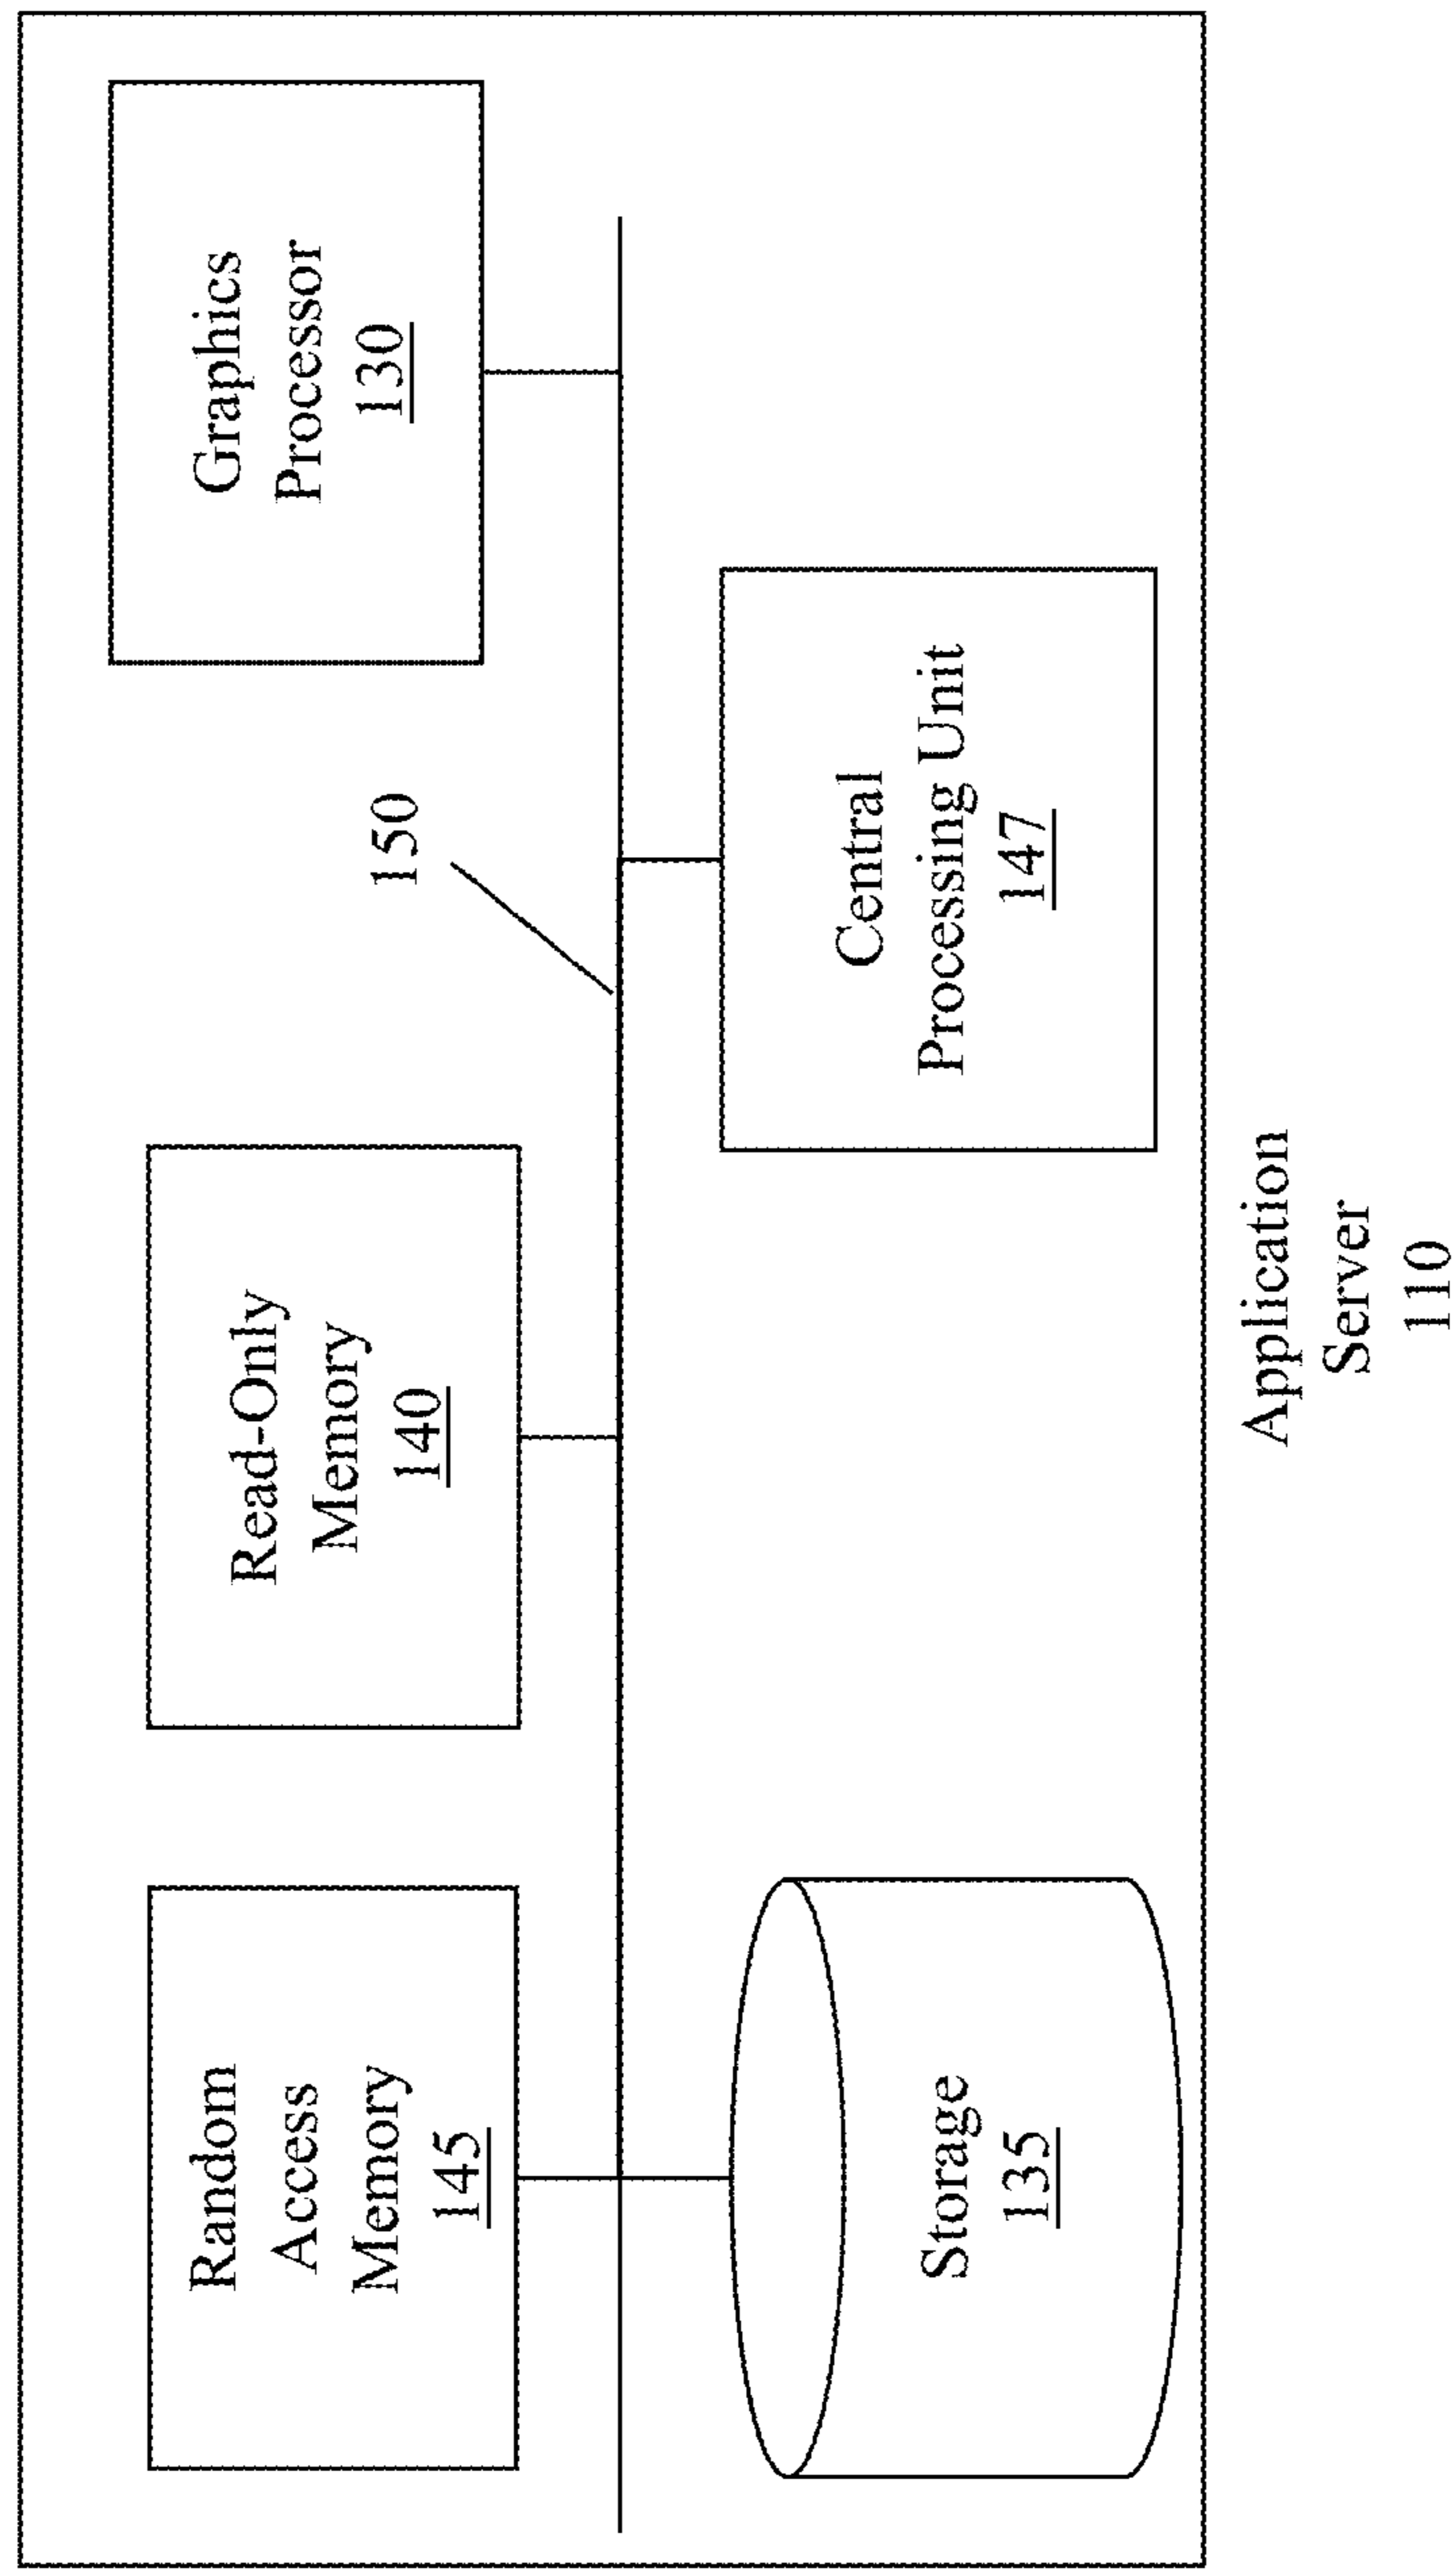 Random
Access
Memory
145
Read-Only
Memory
140
150
Graphics
Processor
130
Storage
135
Central
Processing Unit
147
Application
Server
110